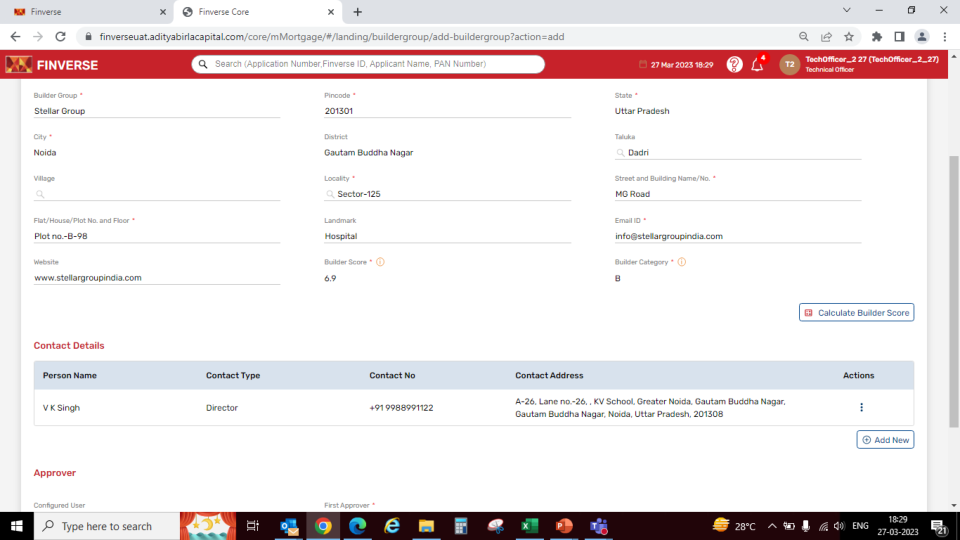 Finverse
Finverse Core
finverseuat.adityabirlacapital.com/core/mMortgage/#/landing/buildergroup/add-buildergroup?action=add
FINVERSE
Search (Application Number,Finverse ID, Applicant Name, PAN Number)
27 Mar 2023 18:29
4
T2
TechOfficer_2 27 (TechOfficer_2_27)
Technical Officer
Builder Group * Pincode * State *
Stellar Group 201301 Uttar Pradesh
City * District Taluka
Noida Gautam Buddha Nagar Dadri
Village Locality * Street and Building Name/No. *
Sector-125 MG Road
Flat/House/Plot No. and Floor * Landmark Email ID *
Plot no.-B-98 Hospital info@stellargroupindia.com
Website Builder Score * Builder Category *
www.stellargroupindia.com 6.9 B
Calculate Builder Score
Contact Details
Person Name Contact Type Contact No Contact Address Actions
V K Singh Director +91 9988991122 A-26, Lane no.-26, , KV School, Greater Noida, Gautam Buddha Nagar,
Gautam Buddha Nagar, Noida, Uttar Pradesh, 201308
Add New
Approver
Configured User First Approver *
Type here to search
28°C
ENG
18:29
27-03-2023
21